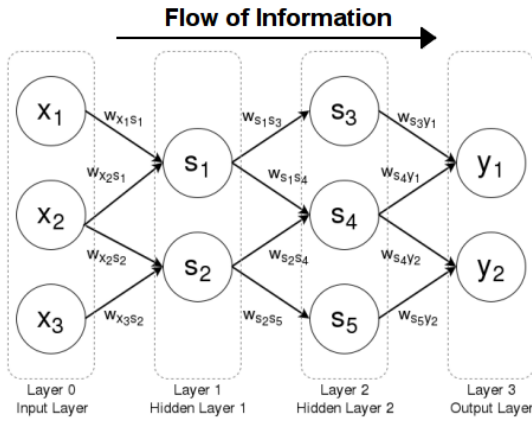 Flow of Information
x1
x2
x3
wx1s1
wx2s1
wx2s2
wx3s2
s1
s2
ws1s3
ws1s4
ws2s4
ws2s5
s3
s4
s5
ws3y1
ws4y1
ws4y2
ws5y2
y1
y2
Layer 0
Input Layer
Layer 1
Hidden Layer 1
Layer 2
Hidden Layer 2
Layer 3
Output Layer